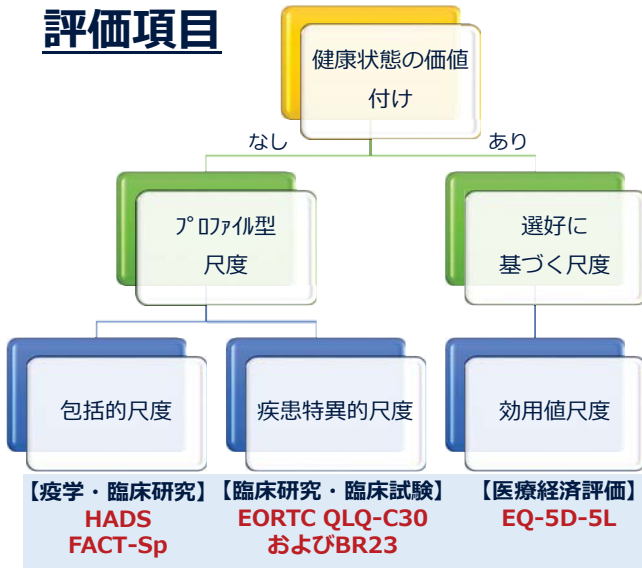 評価項目
健康状態の価値
付け
なし
あり
プロファイル型
尺度
選好に
基づく尺度
包括的尺度
疾患特異的尺度
効用値尺度
【疫学・臨床研究】
HADS
FACT-Sp
【臨床研究・臨床試験】
EORTC QLQ-C30
およびBR23
【医療経済評価】
EQ-5D-5L